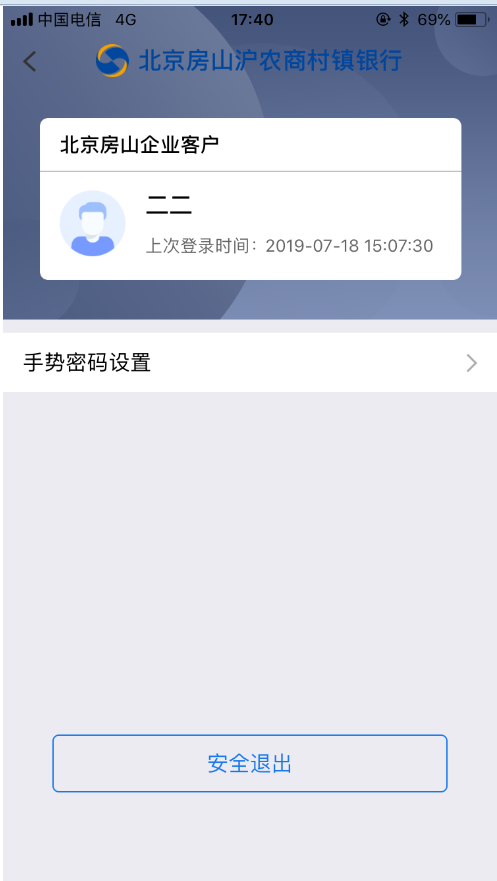 中国电信 4G 17:40 69%
北京房山沪农商村镇银行
北京房山企业客户
二二
上次登录时间：2019-07-18 15:07:30
手势密码设置
安全退出